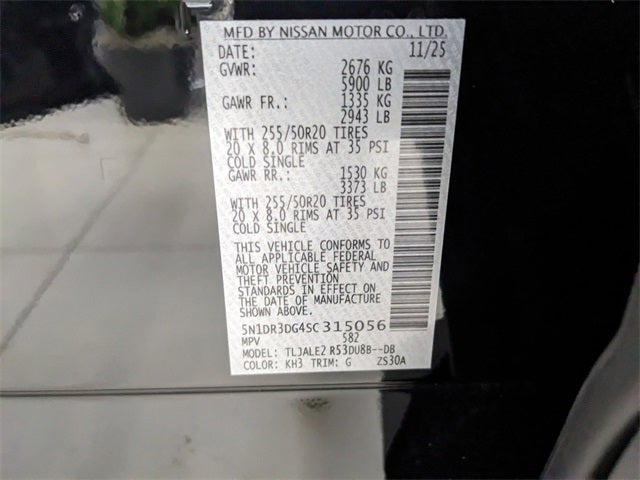 MFD BY NISSAN MOTOR CO., LTD.
DATE: 11/25
GVWR: 2676 KG
5900 LB
GAWR FR.: 1335 KG
2943 LB
WITH 255/50R20 TIRES
20 X 8.0 RIMS AT 35 PSI
COLD SINGLE
GAWR RR.: 1530 KG
3373 LB
WITH 255/50R20 TIRES
20 X 8.0 RIMS AT 35 PSI
COLD SINGLE
THIS VEHICLE CONFORMS TO
ALL APPLICABLE FEDERAL
MOTOR VEHICLE SAFETY AND
THEFT PREVENTION
STANDARDS IN EFFECT ON
THE DATE OF MANUFACTURE
SHOWN ABOVE.
5N1DR3DG4SC315056
MPV 582
MODEL: TLJALE2 R53DU8B--DB
COLOR: KH3 TRIM: G ZS30A